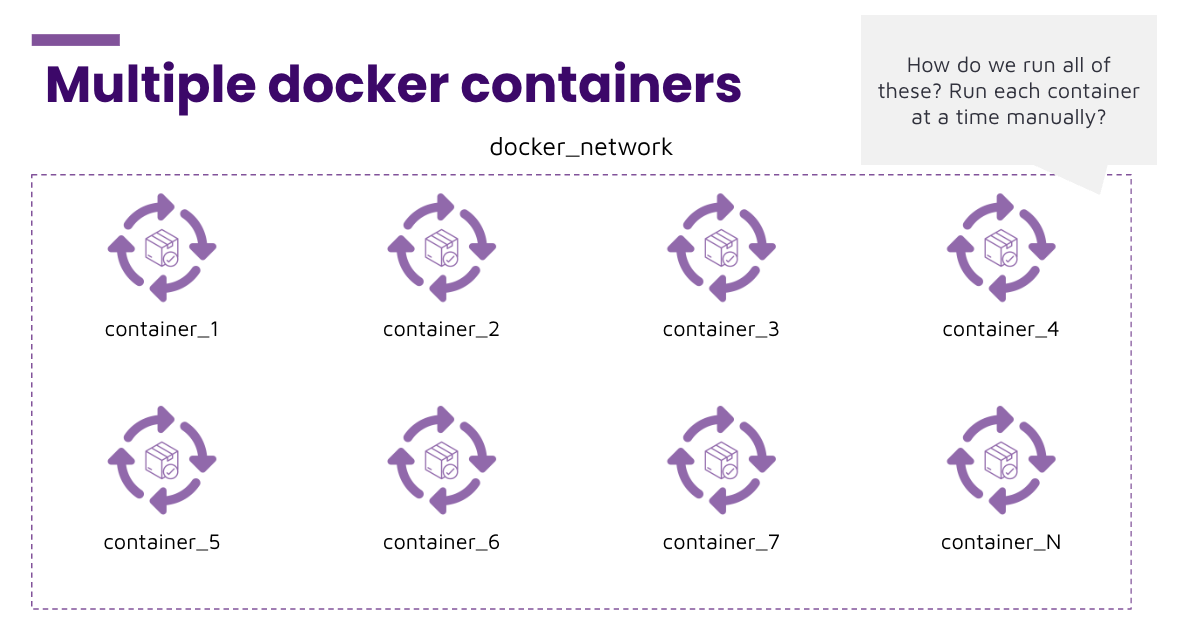 Multiple docker containers
How do we run all of
these? Run each container
at a time manually?
docker_network
container_1
container_2
container_3
container_4
container_5
container_6
container_7
container_N